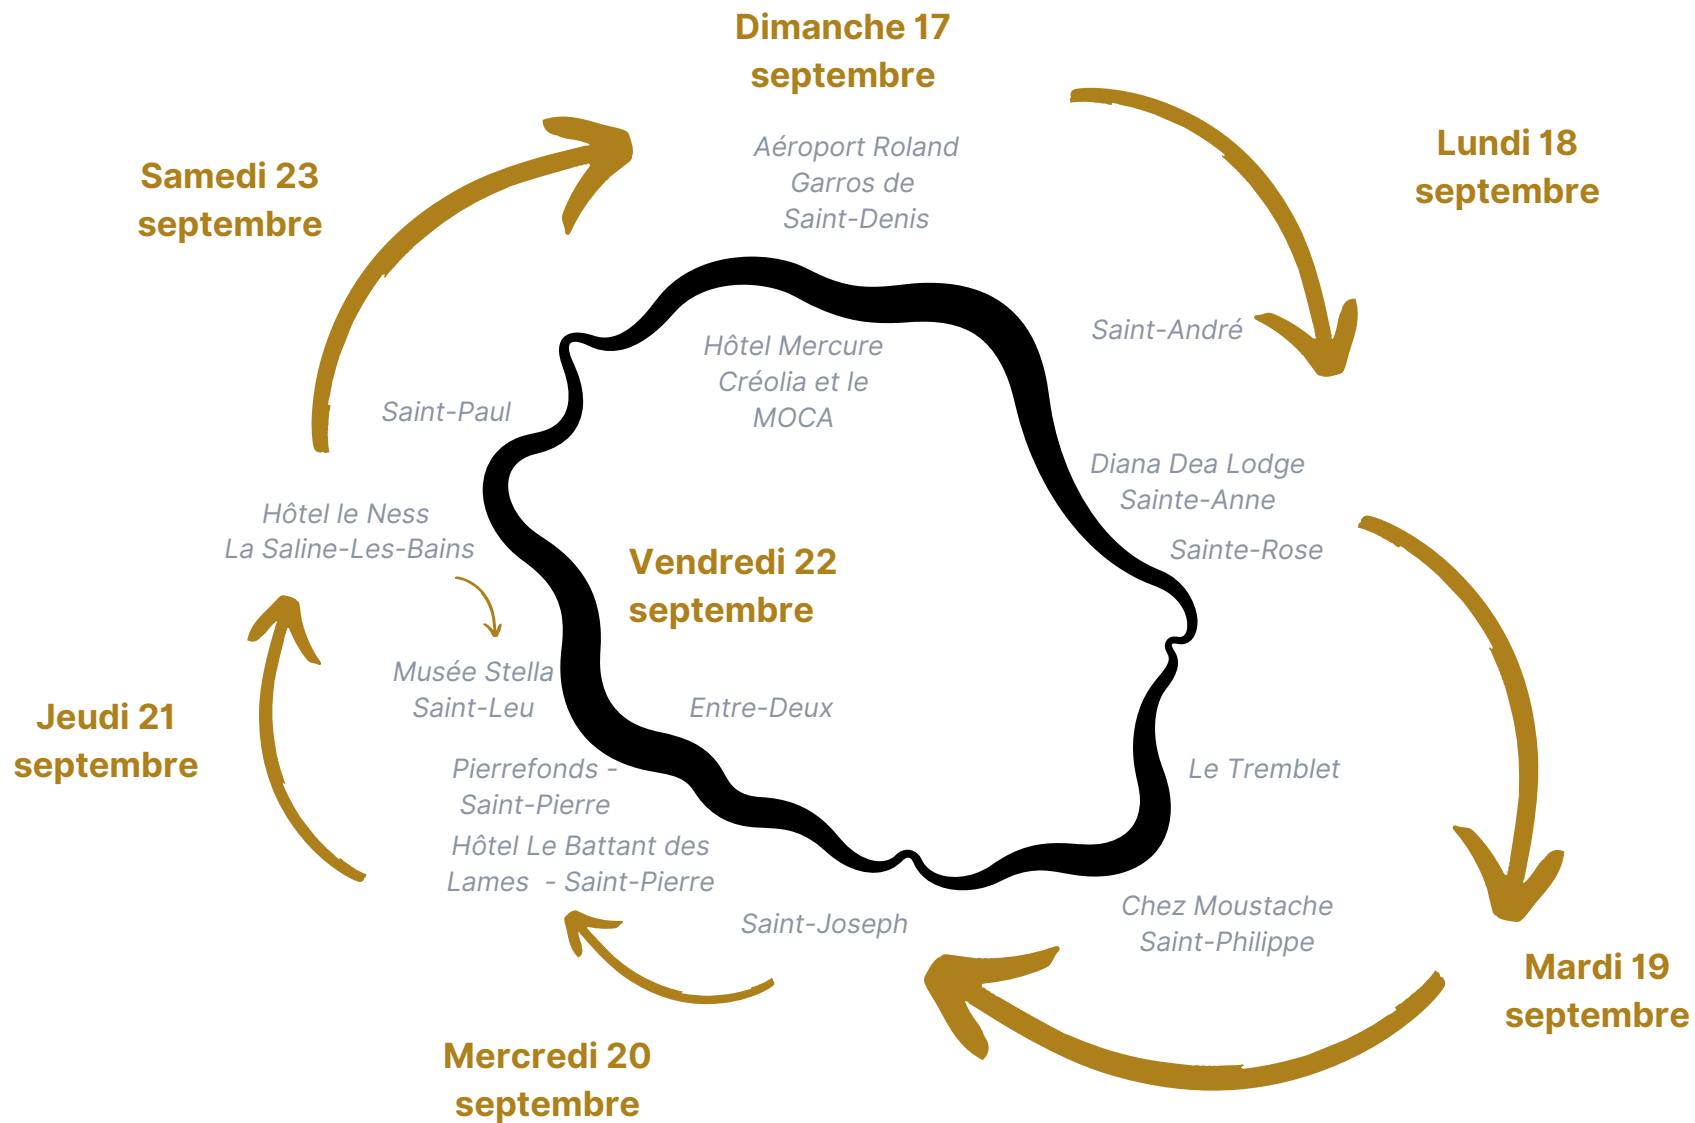 Dimanche 17
septembre
Aéroport Roland
Garros de
Saint-Denis
Lundi 18
septembre
Samedi 23
septembre
Saint-André
Hôtel Mercure
Créolia et le
MOCA
Saint-Paul
Diana Dea Lodge
Sainte-Anne
Sainte-Rose
Hôtel le Ness
La Saline-Les-Bains
Vendredi 22
septembre
Musée Stella
Saint-Leu
Entre-Deux
Jeudi 21
septembre
Pierrefonds -
Saint-Pierre
Le Tremblet
Hôtel Le Battant des
Lames - Saint-Pierre
Saint-Joseph
Chez Moustache
Saint-Philippe
Mardi 19
septembre
Mercredi 20
septembre